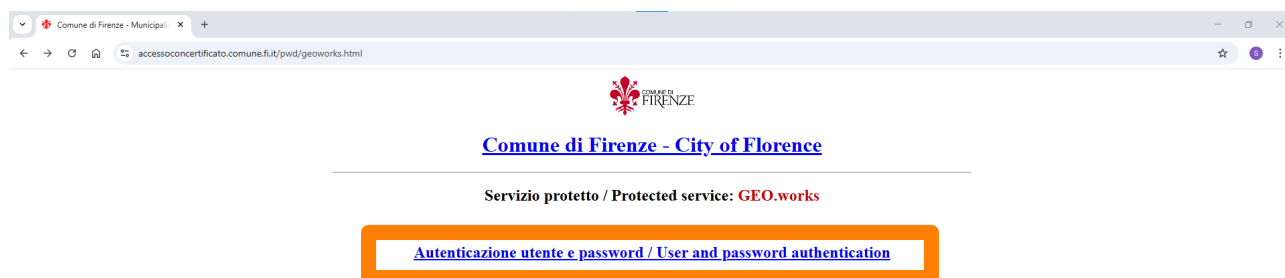 Comune di Firenze - Municipali
accessoconcertificato.comune.fi.it/pwd/geoworks.html
S
COMUNE DI
FIRENZE
Comune di Firenze - City of Florence
Servizio protetto / Protected service: GEO.works
Autenticazione utente e password / User and password authentication